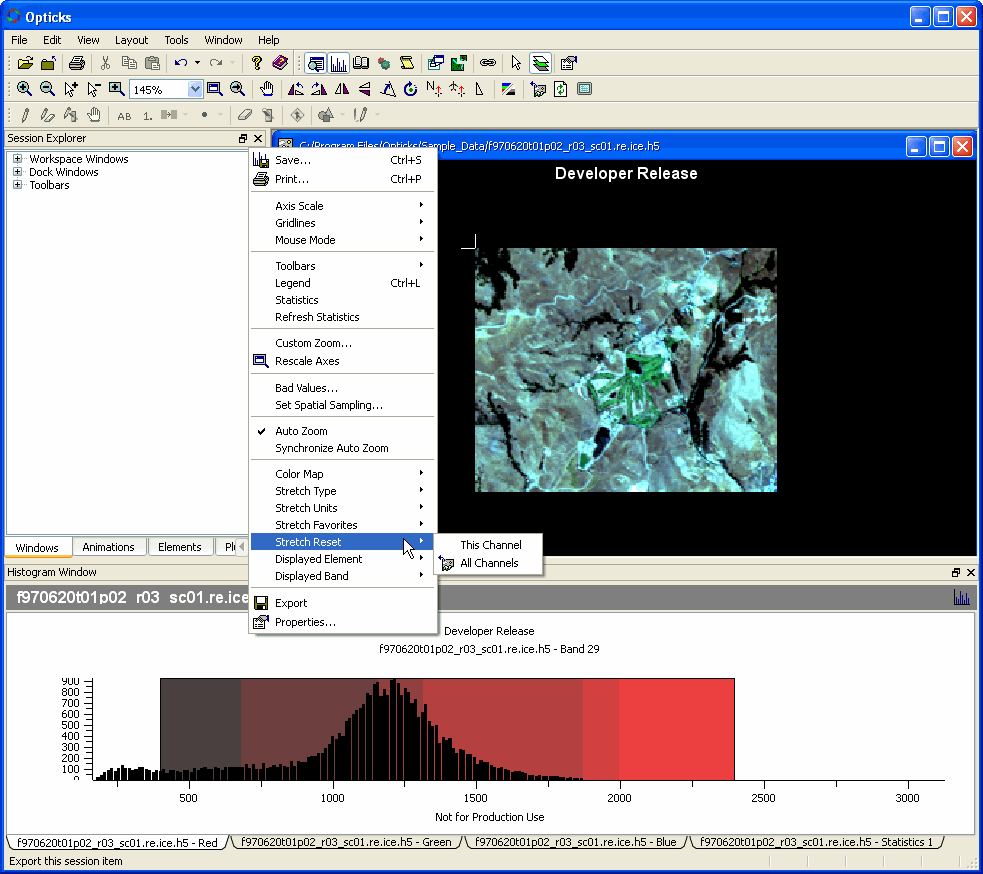 Opticks
File Edit View Layout Tools Window Help
145%
AB 1.
Session Explorer
Workspace Windows
Dock Windows
Toolbars
C:/Program Files/Opticks/Sample_Data/f970620t01p02_r03_sc01.re.ice.h5
Developer Release
Save... Ctrl+S
Print... Ctrl+P
Axis Scale
Gridlines
Mouse Mode
Toolbars
Legend Ctrl+L
Statistics
Refresh Statistics
Custom Zoom...
Rescale Axes
Bad Values...
Set Spatial Sampling...
Auto Zoom
Synchronize Auto Zoom
Color Map
Stretch Type
Stretch Units
Stretch Favorites
Stretch Reset
Displayed Element
Displayed Band
Export
Properties...
This Channel
All Channels
Windows Animations Elements
Histogram Window
f970620t01p02_r03_sc01.re.ice
Developer Release
f970620t01p02_r03_sc01.re.ice.h5 - Band 29
900
800
700
600
500
400
300
200
100
500 1000 1500 2000 2500 3000
Not for Production Use
f970620t01p02_r03_sc01.re.ice.h5 - Red f970620t01p02_r03_sc01.re.ice.h5 - Green f970620t01p02_r03_sc01.re.ice.h5 - Blue f970620t01p02_r03_sc01.re.ice.h5 - Statistics 1
Export this session item